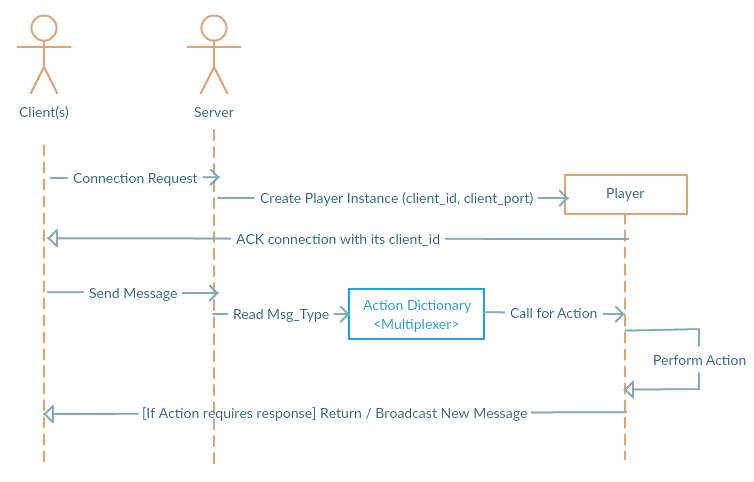 Client(s)
Server
Connection Request
Create Player Instance (client_id, client_port)
Player
ACK connection with its client_id
Send Message
Read Msg_Type
Action Dictionary
<Multiplexer>
Call for Action
Perform Action
[If Action requires response] Return / Broadcast New Message